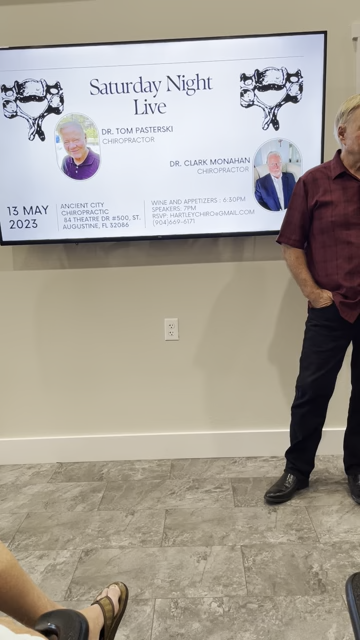 Saturday Night
Live
DR. TOM PASTERSKI
CHIROPRACTOR
DR. CLARK MONAHAN
CHIROPRACTOR
13 MAY
2023
ANCIENT CITY
CHIROPRACTIC
84 THEATRE DR #500, ST.
AUGUSTINE, FL 32086
WINE AND APPETIZERS : 6:30PM
SPEAKERS: 7PM
RSVP: HARTLEYCHIRO@GMAIL.COM
(904)669-6171